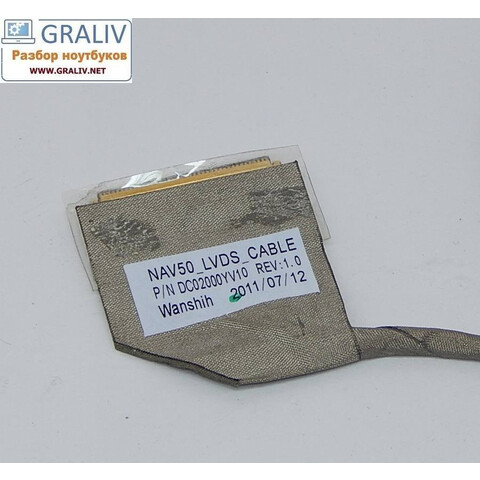 GRALIV
Разбор ноутбуков
WWW.GRALIV.NET
NAV50_LVDS_CABLE
P/N DC02000YV10 REV:1.0
Wanshih 2011/07/12